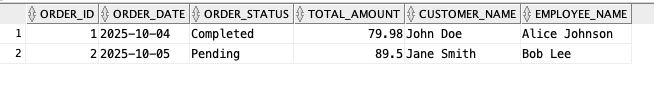 ORDER_ID ORDER_DATE ORDER_STATUS TOTAL_AMOUNT CUSTOMER_NAME EMPLOYEE_NAME
1 1 2025-10-04 Completed 79.98 John Doe Alice Johnson
2 2 2025-10-05 Pending 89.5 Jane Smith Bob Lee